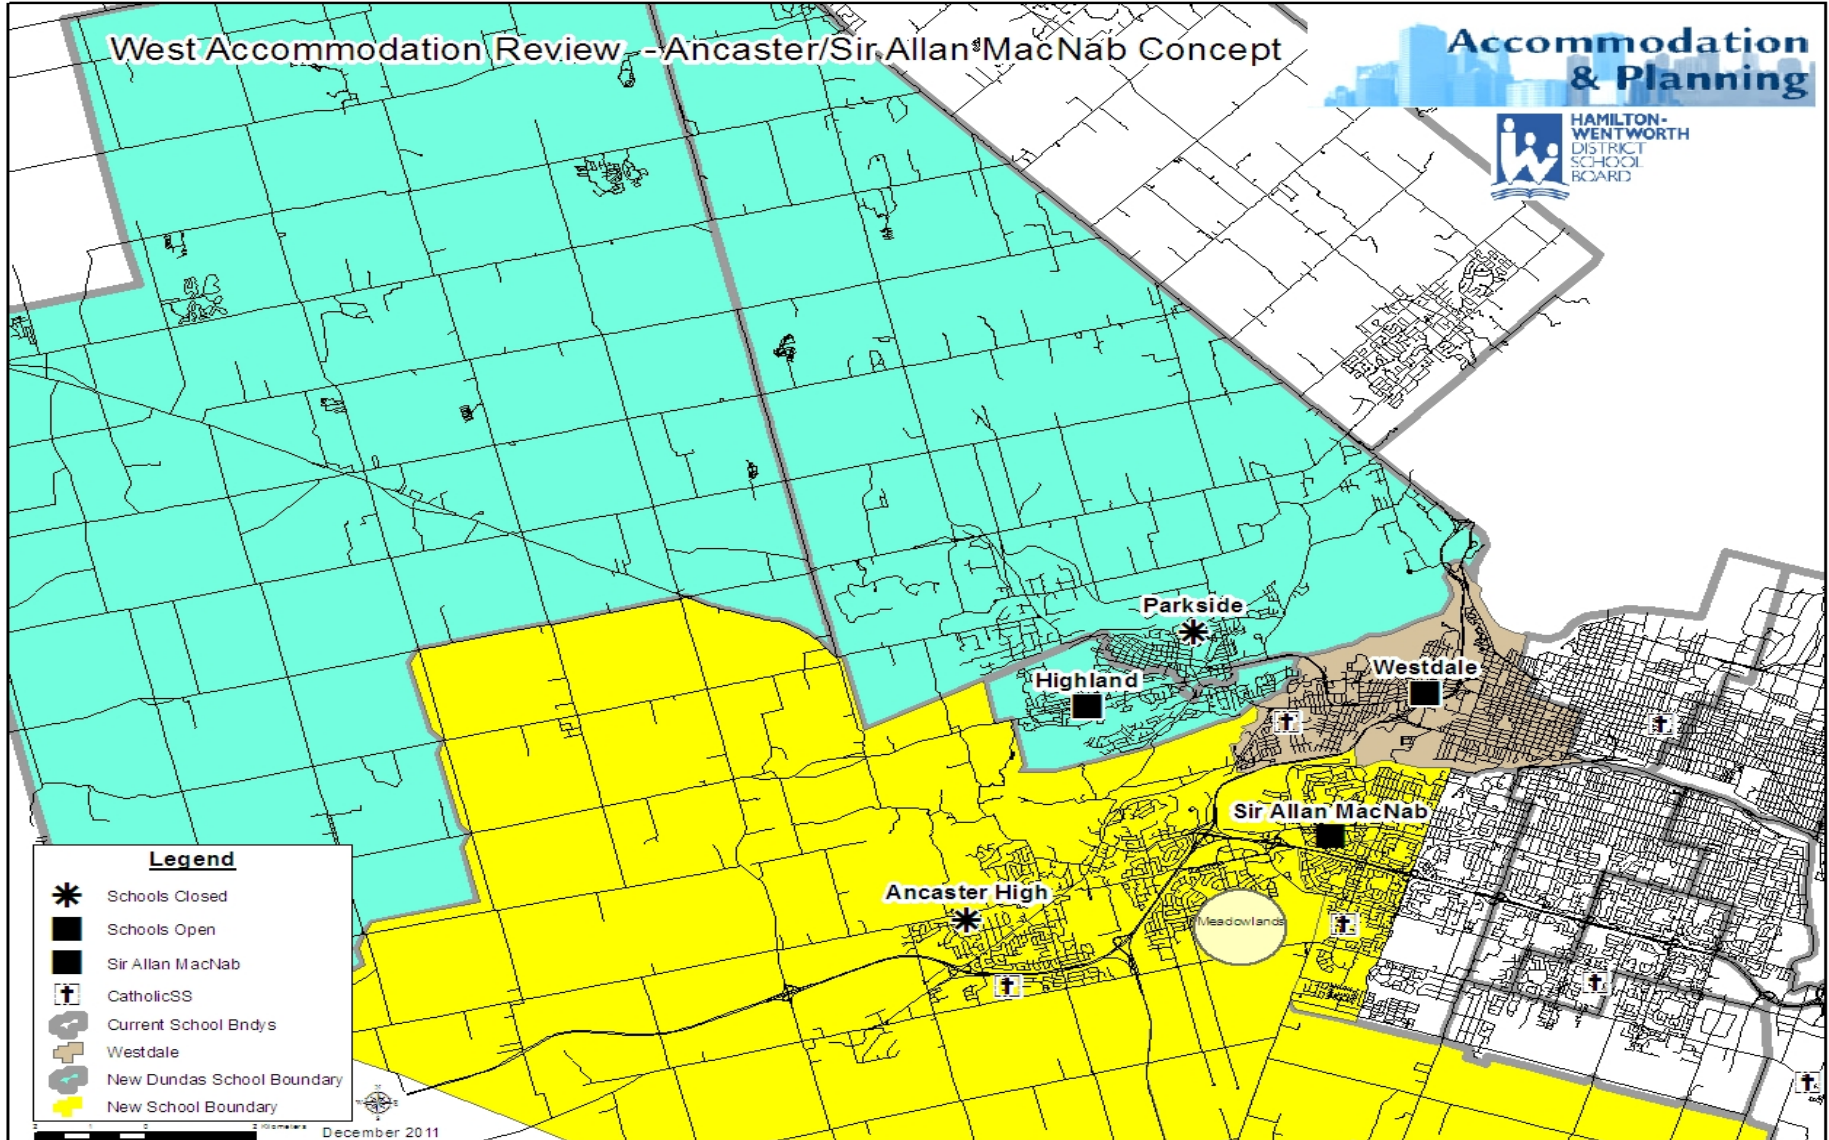 West Accommodation Review - Ancaster/Sir Allan MacNab Concept
Accommodation
& Planning
HAMILTON-
WENTWORTH
DISTRICT
SCHOOL
BOARD
Parkside
Highland
Westdale
Sir Allan MacNab
Ancaster High
Meadowlands
Legend
Schools Closed
Schools Open
Sir Allan MacNab
CatholicSS
Current School Bndys
Westdale
New Dundas School Boundary
New School Boundary
2 Kilometers
December 2011